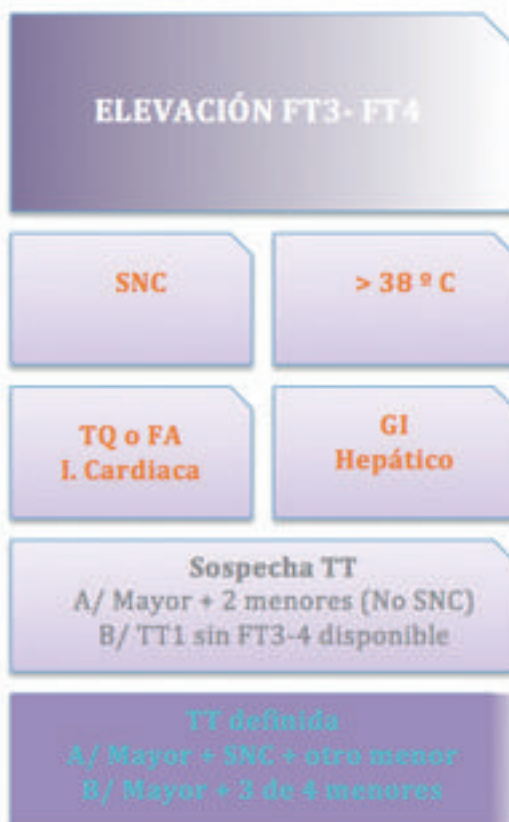 ELEVACIÓN FT3- FT4
SNC
> 38 º C
TQ o FA
I. Cardiaca
GI
Hepático
Sospecha TT
A/ Mayor + 2 menores (No SNC)
B/ TT1 sin FT3-4 disponible
TT definida
A/ Mayor + SNC + otro menor
B/ Mayor + 3 de 4 menores